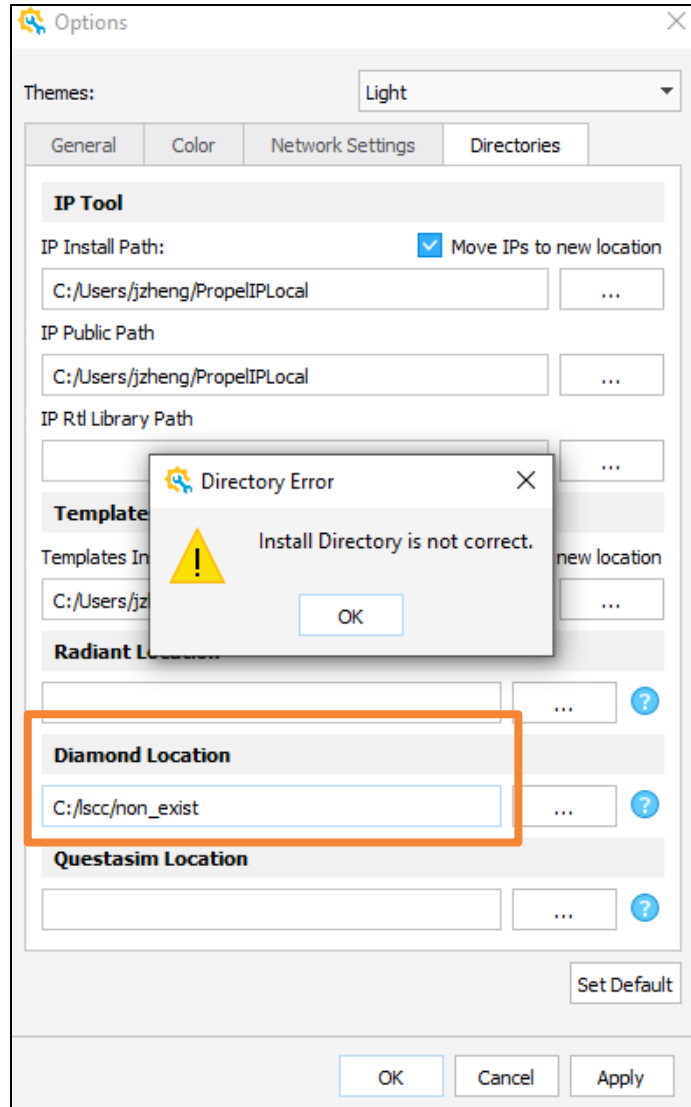 Options
Themes:
Light
General Color Network Settings Directories
IP Tool
IP Install Path:
Move IPs to new location
C:/Users/jzheng/PropelIPLocal
...
IP Public Path
C:/Users/jzheng/PropelIPLocal
...
IP Rtl Library Path
...
Directory Error
Install Directory is not correct.
OK
Template
Templates In
new location
C:/Users/jz
...
Radiant
...
?
Diamond Location
C:/lscc/non_exist
...
?
Questasim Location
...
?
Set Default
OK Cancel Apply